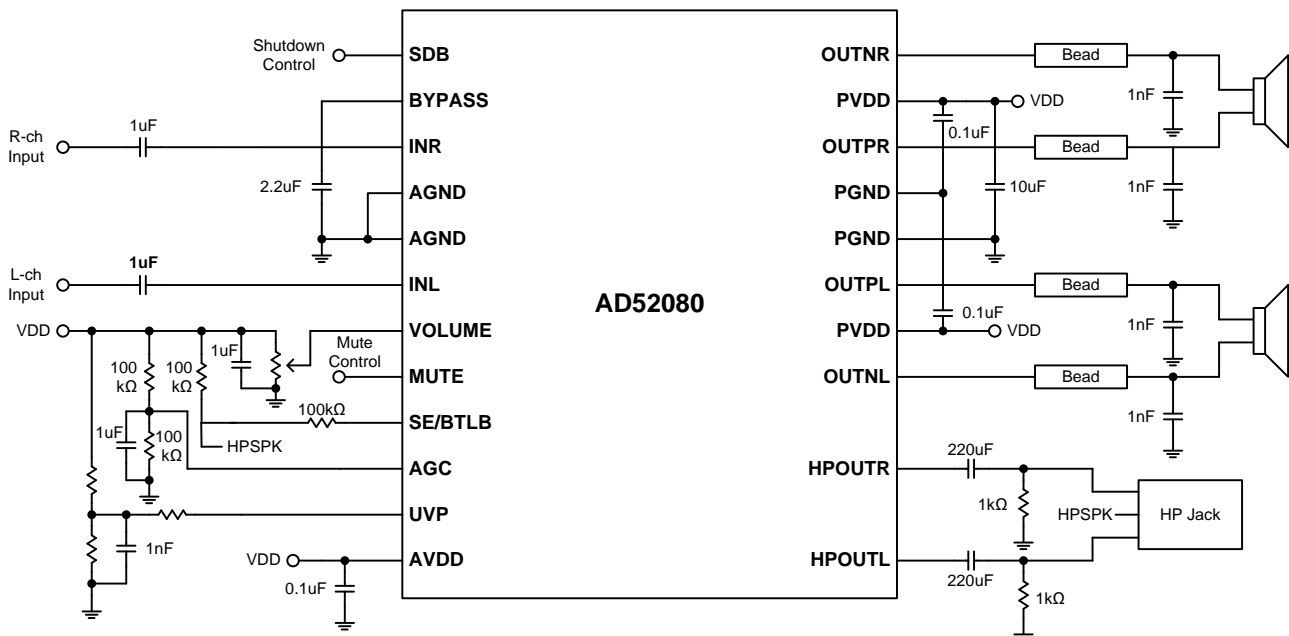 Shutdown
Control
SDB
BYPASS
R-ch
Input
1uF
INR
2.2uF
AGND
AGND
L-ch
Input
1uF
INL
VDD
VOLUME
1uF
Mute
Control
MUTE
100
kΩ
100
kΩ
100kΩ
SE/BTLB
HPSPK
1uF
100
kΩ
AGC
UVP
1nF
VDD
AVDD
0.1uF
AD52080
OUTNR
Bead
1nF
PVDD
VDD
0.1uF
OUTPR
Bead
1nF
PGND
10uF
PGND
OUTPL
Bead
1nF
0.1uF
PVDD
VDD
OUTNL
Bead
1nF
HPOUTR
220uF
1kΩ
HPSPK
HP Jack
HPOUTL
220uF
1kΩ